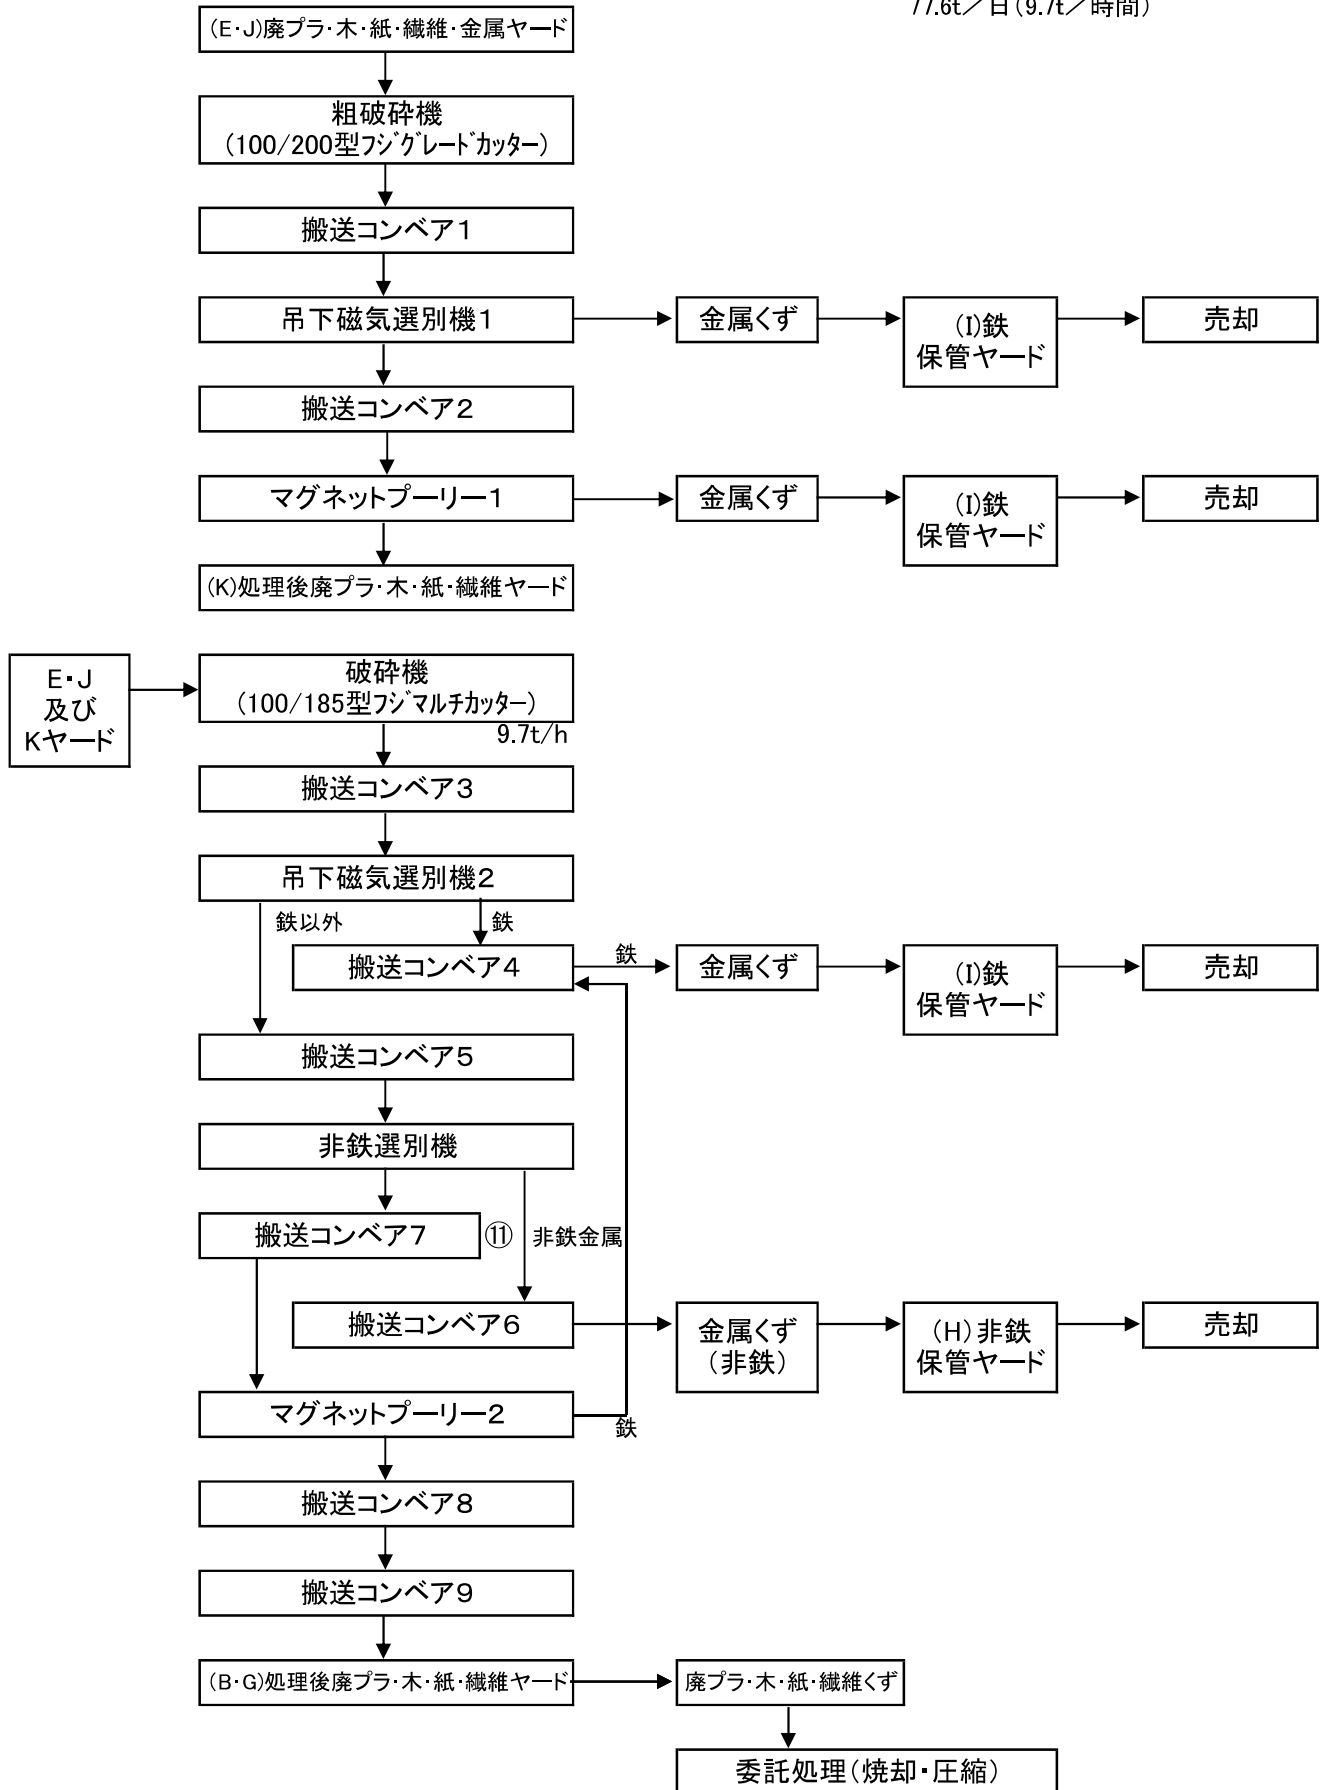 77.6t/日(9.7t/時間)
(E・J)廃プラ・木・紙・繊維・金属ヤード
粗破砕機
(100/200型フジグレードカッター)
搬送コンベア1
吊下磁気選別機1
金属くず
(I)鉄
保管ヤード
売却
搬送コンベア2
マグネットプーリー1
金属くず
(I)鉄
保管ヤード
売却
(K)処理後廃プラ・木・紙・繊維ヤード
E・J
及び
Kヤード
破砕機
(100/185型フジマルチカッター)
9.7t/h
搬送コンベア3
吊下磁気選別機2
鉄以外
鉄
搬送コンベア4
鉄
金属くず
(I)鉄
保管ヤード
売却
搬送コンベア5
非鉄選別機
搬送コンベア7
⑪
非鉄金属
搬送コンベア6
金属くず
(非鉄)
(H)非鉄
保管ヤード
売却
マグネットプーリー2
鉄
搬送コンベア8
搬送コンベア9
(B・G)処理後廃プラ・木・紙・繊維ヤード
廃プラ・木・紙・繊維くず
委託処理(焼却・圧縮)